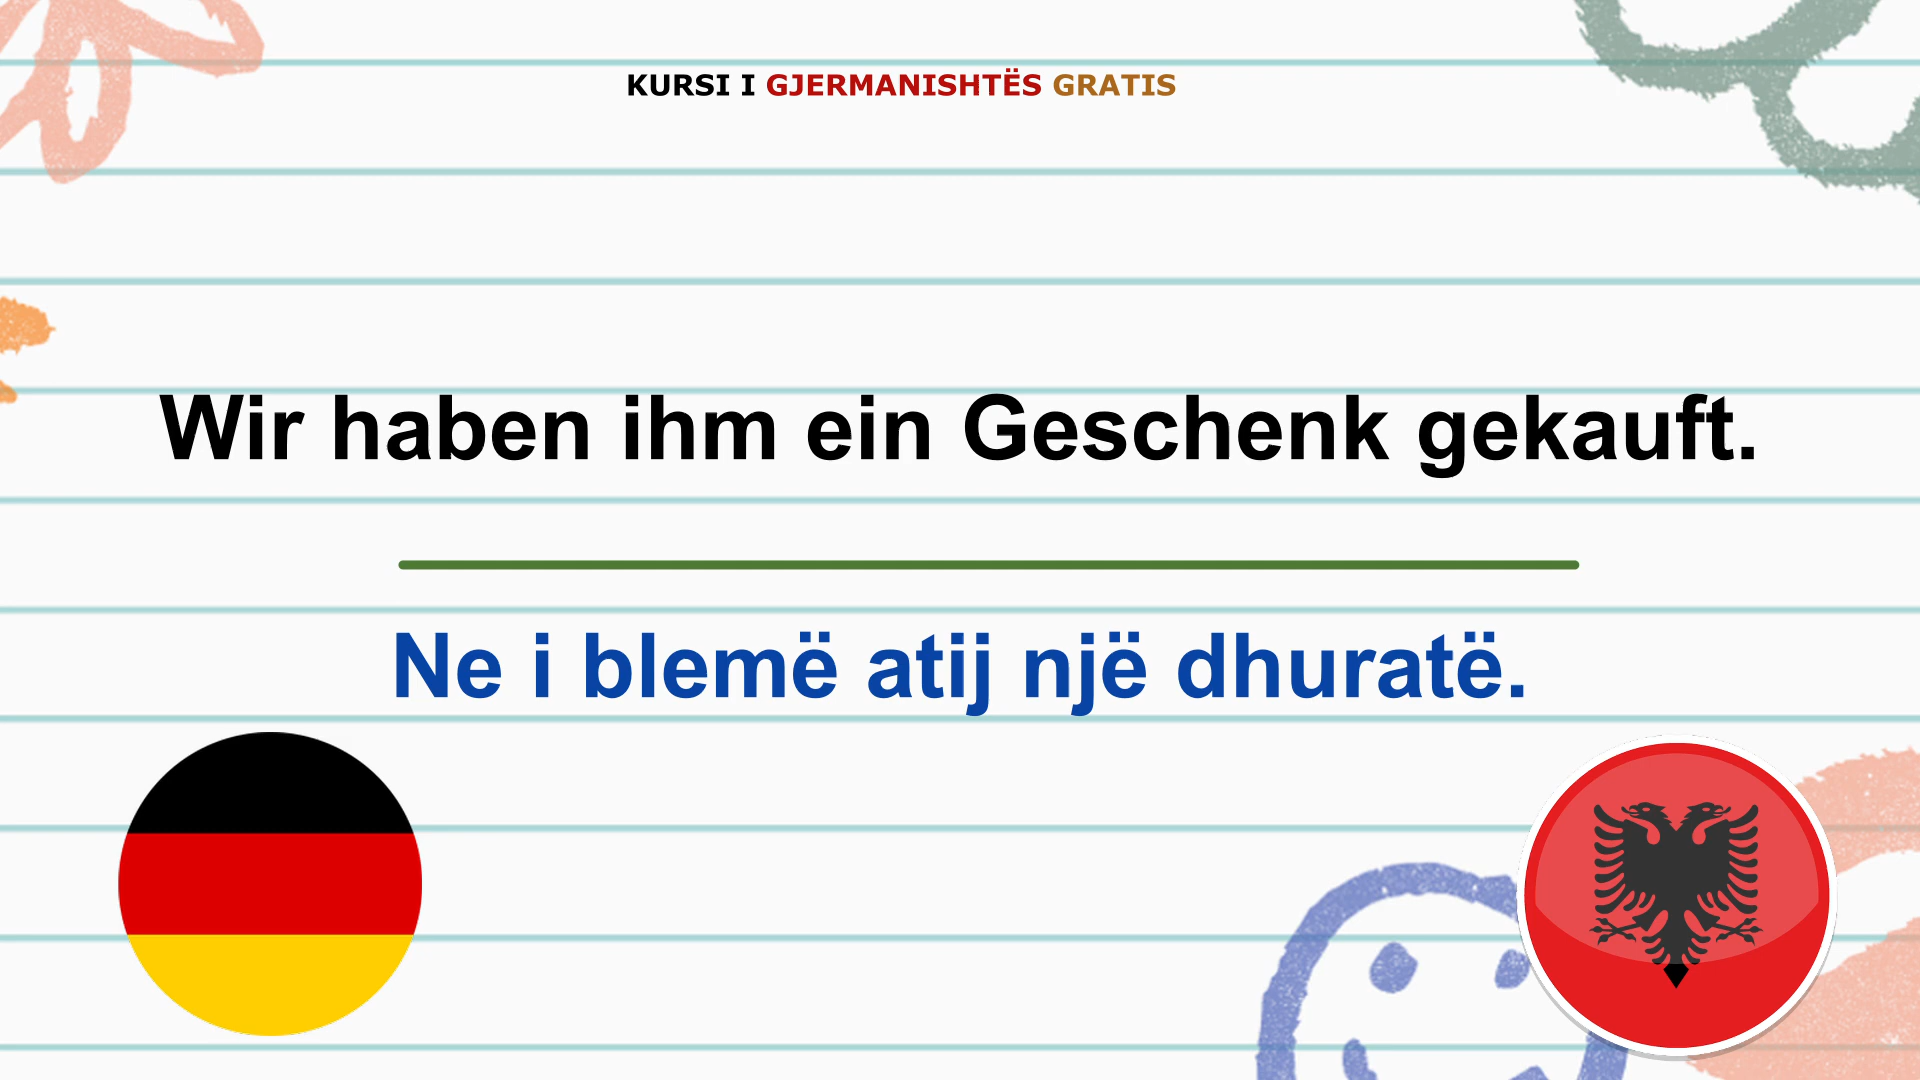 KURSI I GJERMANISHTËS GRATIS
Wir haben ihm ein Geschenk gekauft.
Ne i blemë atij një dhuratë.